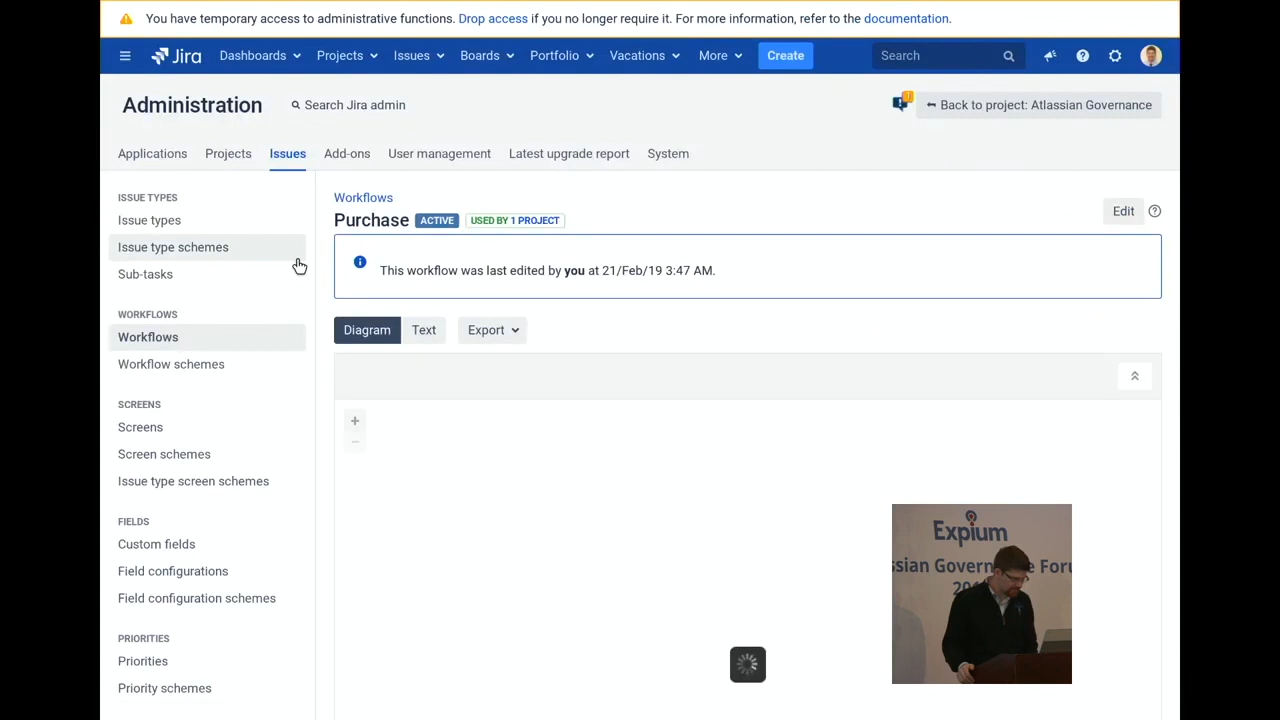 You have temporary access to administrative functions. Drop access if you no longer require it. For more information, refer to the documentation.
Jira Dashboards Projects Issues Boards Portfolio Vacations More Create Search
Administration Search Jira admin Back to project: Atlassian Governance
Applications Projects Issues Add-ons User management Latest upgrade report System
ISSUE TYPES
Issue types
Issue type schemes
Sub-tasks
WORKFLOWS
Workflows
Workflow schemes
SCREENS
Screens
Screen schemes
Issue type screen schemes
FIELDS
Custom fields
Field configurations
Field configuration schemes
PRIORITIES
Priorities
Priority schemes
Workflows
Purchase ACTIVE USED BY 1 PROJECT
Edit
This workflow was last edited by you at 21/Feb/19 3:47 AM.
Diagram Text Export
+
−
Expium